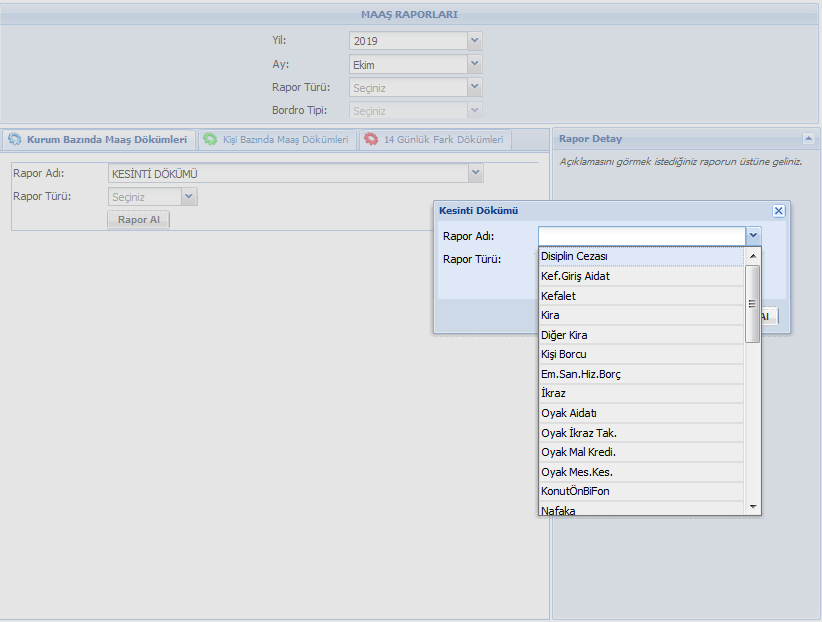 MAAŞ RAPORLARI
Yıl: 2019
Ay: Ekim
Rapor Türü: Seçiniz
Bordro Tipi: Seçiniz
Kurum Bazında Maaş Dökümleri Kişi Bazında Maaş Dökümleri 14 Günlük Fark Dökümleri
Rapor Adı: KESİNTİ DÖKÜMÜ
Rapor Türü: Seçiniz
Rapor Al
Rapor Detay
Açıklamasını görmek istediğiniz raporun üstüne geliniz.
Kesinti Dökümü
Rapor Adı:
Rapor Türü:
Al
Disiplin Cezası
Kef.Giriş Aidat
Kefalet
Kira
Diğer Kira
Kişi Borcu
Em.San.Hiz.Borç
İkraz
Oyak Aidatı
Oyak İkraz Tak.
Oyak Mal Kredi.
Oyak Mes.Kes.
KonutÖnBiFon
Nafaka